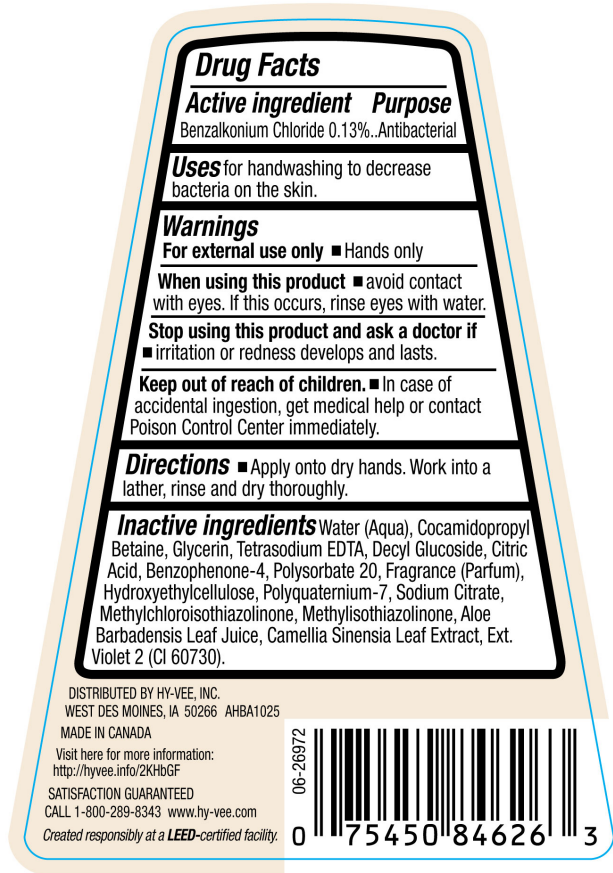 Drug Facts
Active ingredient Purpose
Benzalkonium Chloride 0.13%..Antibacterial
Uses for handwashing to decrease
bacteria on the skin.
Warnings
For external use only ■ Hands only
When using this product ■ avoid contact
with eyes. If this occurs, rinse eyes with water.
Stop using this product and ask a doctor if
■ irritation or redness develops and lasts.
Keep out of reach of children. ■ In case of
accidental ingestion, get medical help or contact
Poison Control Center immediately.
Directions ■ Apply onto dry hands. Work into a
lather, rinse and dry thoroughly.
Inactive ingredients Water (Aqua), Cocamidopropyl
Betaine, Glycerin, Tetrasodium EDTA, Decyl Glucoside, Citric
Acid, Benzophenone-4, Polysorbate 20, Fragrance (Parfum),
Hydroxyethylcellulose, Polyquaternium-7, Sodium Citrate,
Methylchloroisothiazolinone, Methylisothiazolinone, Aloe
Barbadensis Leaf Juice, Camellia Sinensia Leaf Extract, Ext.
Violet 2 (CI 60730).
DISTRIBUTED BY HY-VEE, INC.
WEST DES MOINES, IA 50266 AHBA1025
MADE IN CANADA
Visit here for more information:
http://hyvee.info/2KHbGF
SATISFACTION GUARANTEED
CALL 1-800-289-8343 www.hy-vee.com
Created responsibly at a LEED-certified facility.
06-26972
0 75450 84626 3